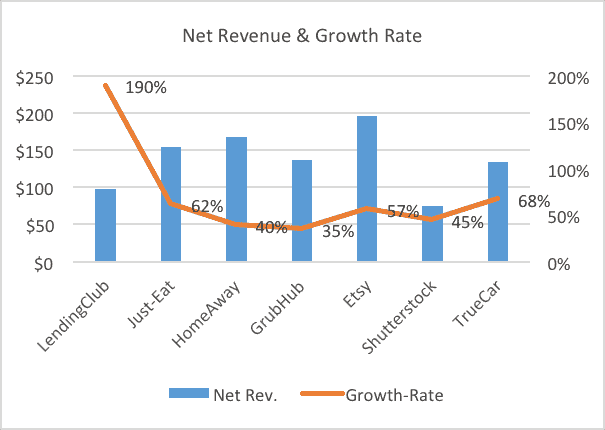 Net Revenue & Growth Rate
$250
$200
$150
$100
$50
$0
200%
150%
100%
50%
0%
190%
62%
40%
35%
57%
45%
68%
LendingClub
Just-Eat
HomeAway
GrubHub
Etsy
Shutterstock
TrueCar
Net Rev.
Growth-Rate